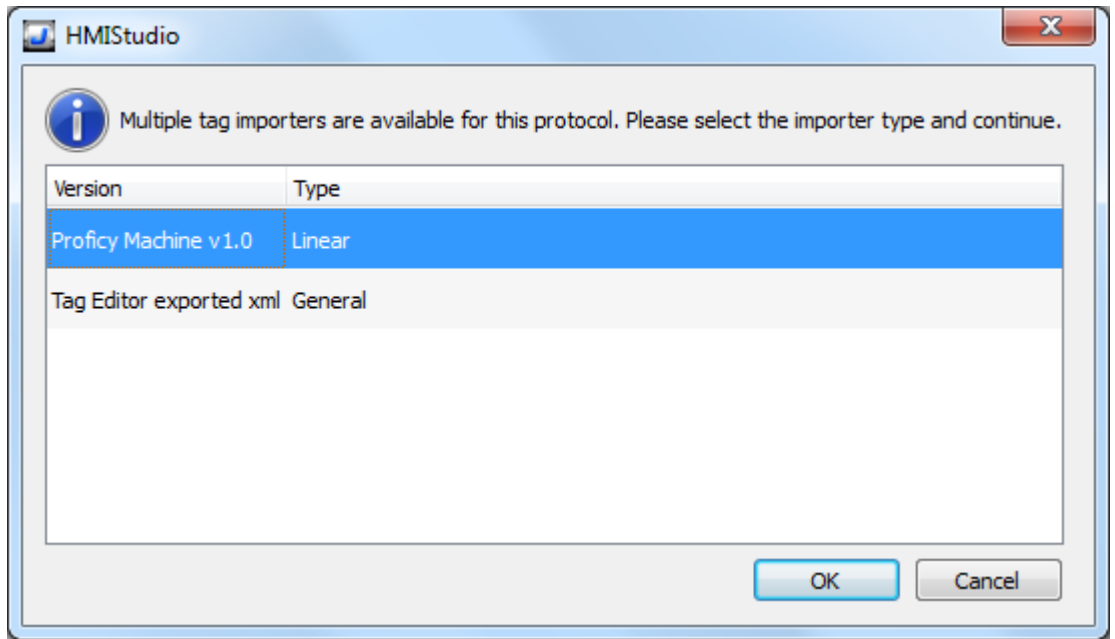 HMIStudio
Multiple tag importers are available for this protocol. Please select the importer type and continue.
Version Type
Proficy Machine v1.0 Linear
Tag Editor exported xml General
OK Cancel